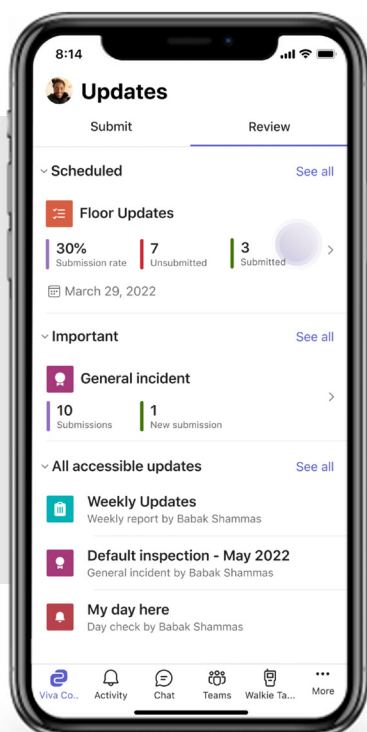 8:14
Updates
Submit
Review
Scheduled
See all
Floor Updates
30%
7
3
Submission rate
Unsubmitted
Submitted
March 29, 2022
Important
See all
General incident
10
1
Submissions
New submission
All accessible updates
See all
Weekly Updates
Weekly report by Babak Shammas
Default inspection - May 2022
General incident by Babak Shammas
My day here
Day check by Babak Shammas
Viva Co..
Activity
Chat
Teams
Walkie Ta...
More